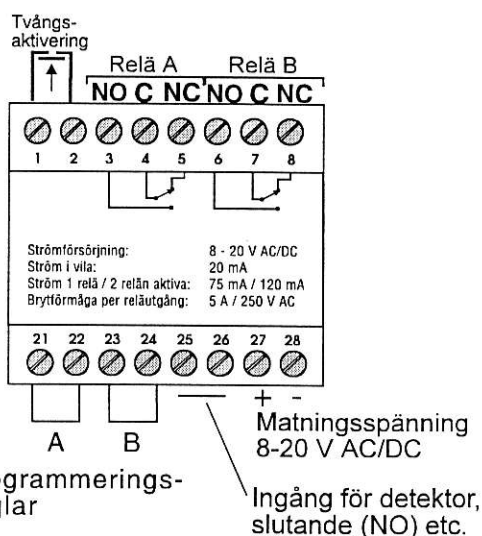 Tvångs-
aktivering
Relä A Relä B
NO C NC NO C NC
1 2 3 4 5 6 7 8
Strömförsörjning: 8 - 20 V AC/DC
Ström i vila: 20 mA
Ström 1 relä / 2 relän aktiva: 75 mA / 120 mA
Brytförmåga per reläutgång: 5 A / 250 V AC
21 22 23 24 25 26 27 28
+ -
A B
Matningsspänning
8-20 V AC/DC
grammerings-
glar
Ingång för detektor,
slutande (NO) etc.